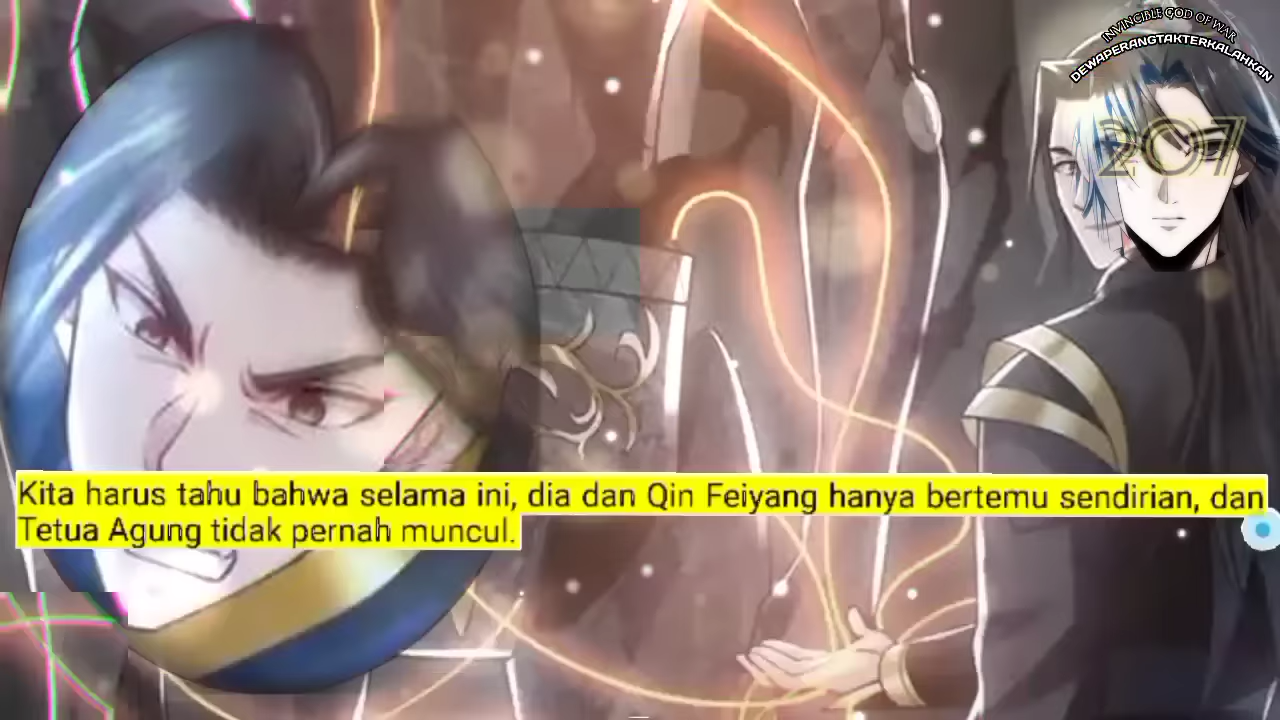 INVINCIBLE GOD OF WAR
DEWAPERANGTAKTERKALAHKAN
207
Kita harus tahu bahwa selama ini, dia dan Qin Feiyang hanya bertemu sendirian, dan
Tetua Agung tidak pernah muncul.